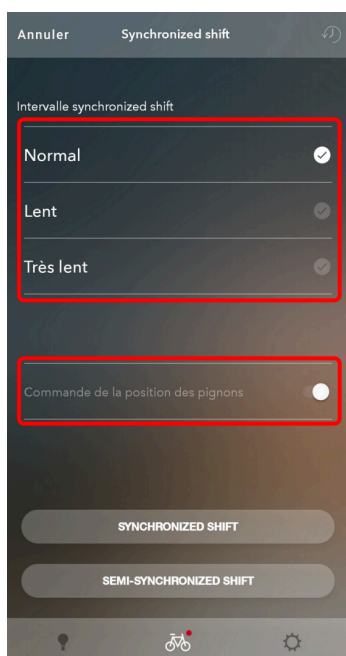 Annuler Synchronized shift
Intervalle synchronized shift
Normal
Lent
Très lent
Commande de la position des pignons
SYNCHRONIZED SHIFT
SEMI-SYNCHRONIZED SHIFT